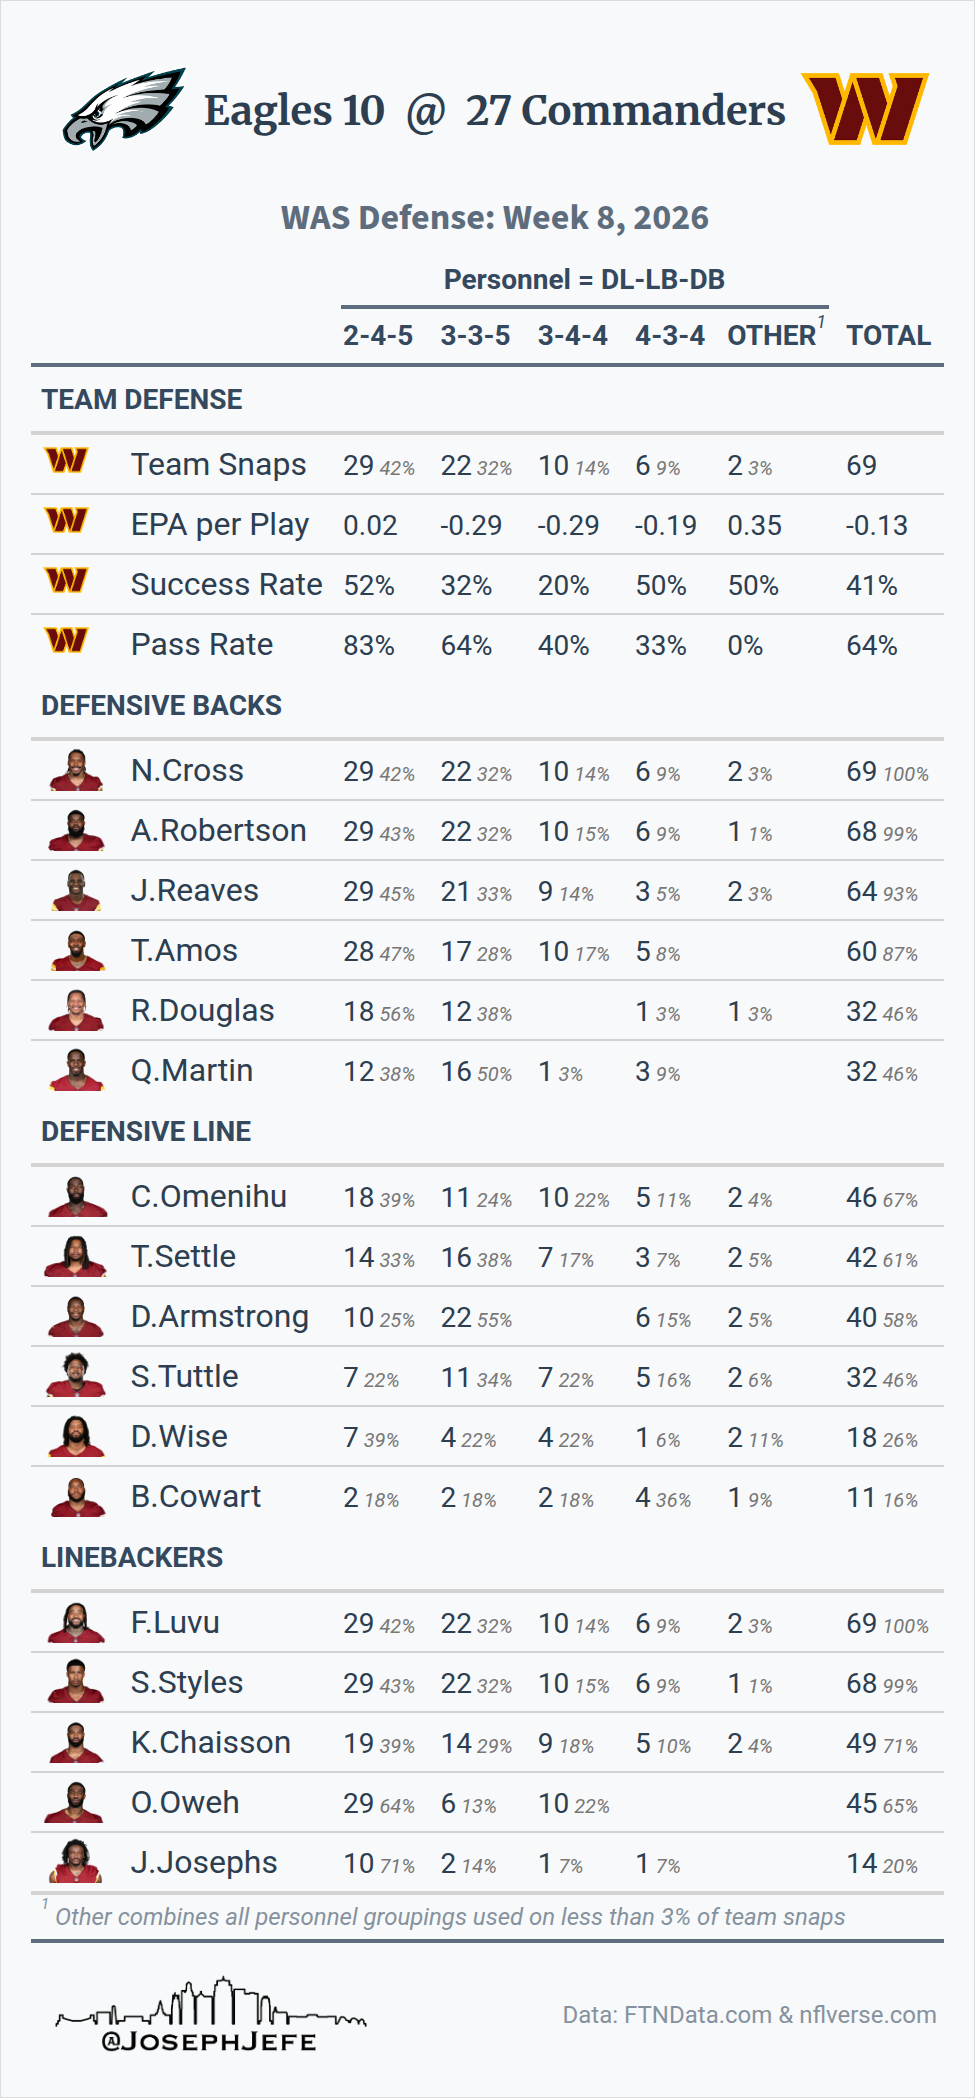 Eagles 10 @ 27 Commanders
WAS Defense: Week 8, 2026
Personnel = DL-LB-DB
2-4-5 3-3-5 3-4-4 4-3-4 OTHER1 TOTAL
TEAM DEFENSE
Team Snaps 29 42% 22 32% 10 14% 6 9% 2 3% 69
EPA per Play 0.02 -0.29 -0.29 -0.19 0.35 -0.13
Success Rate 52% 32% 20% 50% 50% 41%
Pass Rate 83% 64% 40% 33% 0% 64%
DEFENSIVE BACKS
N.Cross 29 42% 22 32% 10 14% 6 9% 2 3% 69 100%
A.Robertson 29 43% 22 32% 10 15% 6 9% 1 1% 68 99%
J.Reaves 29 45% 21 33% 9 14% 3 5% 2 3% 64 93%
T.Amos 28 47% 17 28% 10 17% 5 8% 60 87%
R.Douglas 18 56% 12 38% 1 3% 1 3% 32 46%
Q.Martin 12 38% 16 50% 1 3% 3 9% 32 46%
DEFENSIVE LINE
C.Omenihu 18 39% 11 24% 10 22% 5 11% 2 4% 46 67%
T.Settle 14 33% 16 38% 7 17% 3 7% 2 5% 42 61%
D.Armstrong 10 25% 22 55% 6 15% 2 5% 40 58%
S.Tuttle 7 22% 11 34% 7 22% 5 16% 2 6% 32 46%
D.Wise 7 39% 4 22% 4 22% 1 6% 2 11% 18 26%
B.Cowart 2 18% 2 18% 2 18% 4 36% 1 9% 11 16%
LINEBACKERS
F.Luvu 29 42% 22 32% 10 14% 6 9% 2 3% 69 100%
S.Styles 29 43% 22 32% 10 15% 6 9% 1 1% 68 99%
K.Chaisson 19 39% 14 29% 9 18% 5 10% 2 4% 49 71%
O.Oweh 29 64% 6 13% 10 22% 45 65%
J.Josephs 10 71% 2 14% 1 7% 1 7% 14 20%
1 Other combines all personnel groupings used on less than 3% of team snaps
@JOSEPHJEFE
Data: FTNData.com & nflverse.com